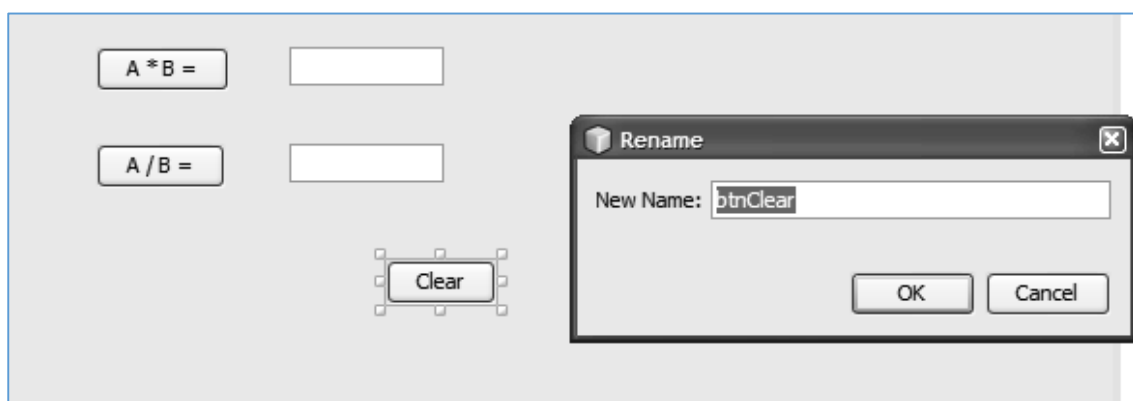 A * B =
Rename
New Name: btnClear
A / B =
Clear
OK Cancel